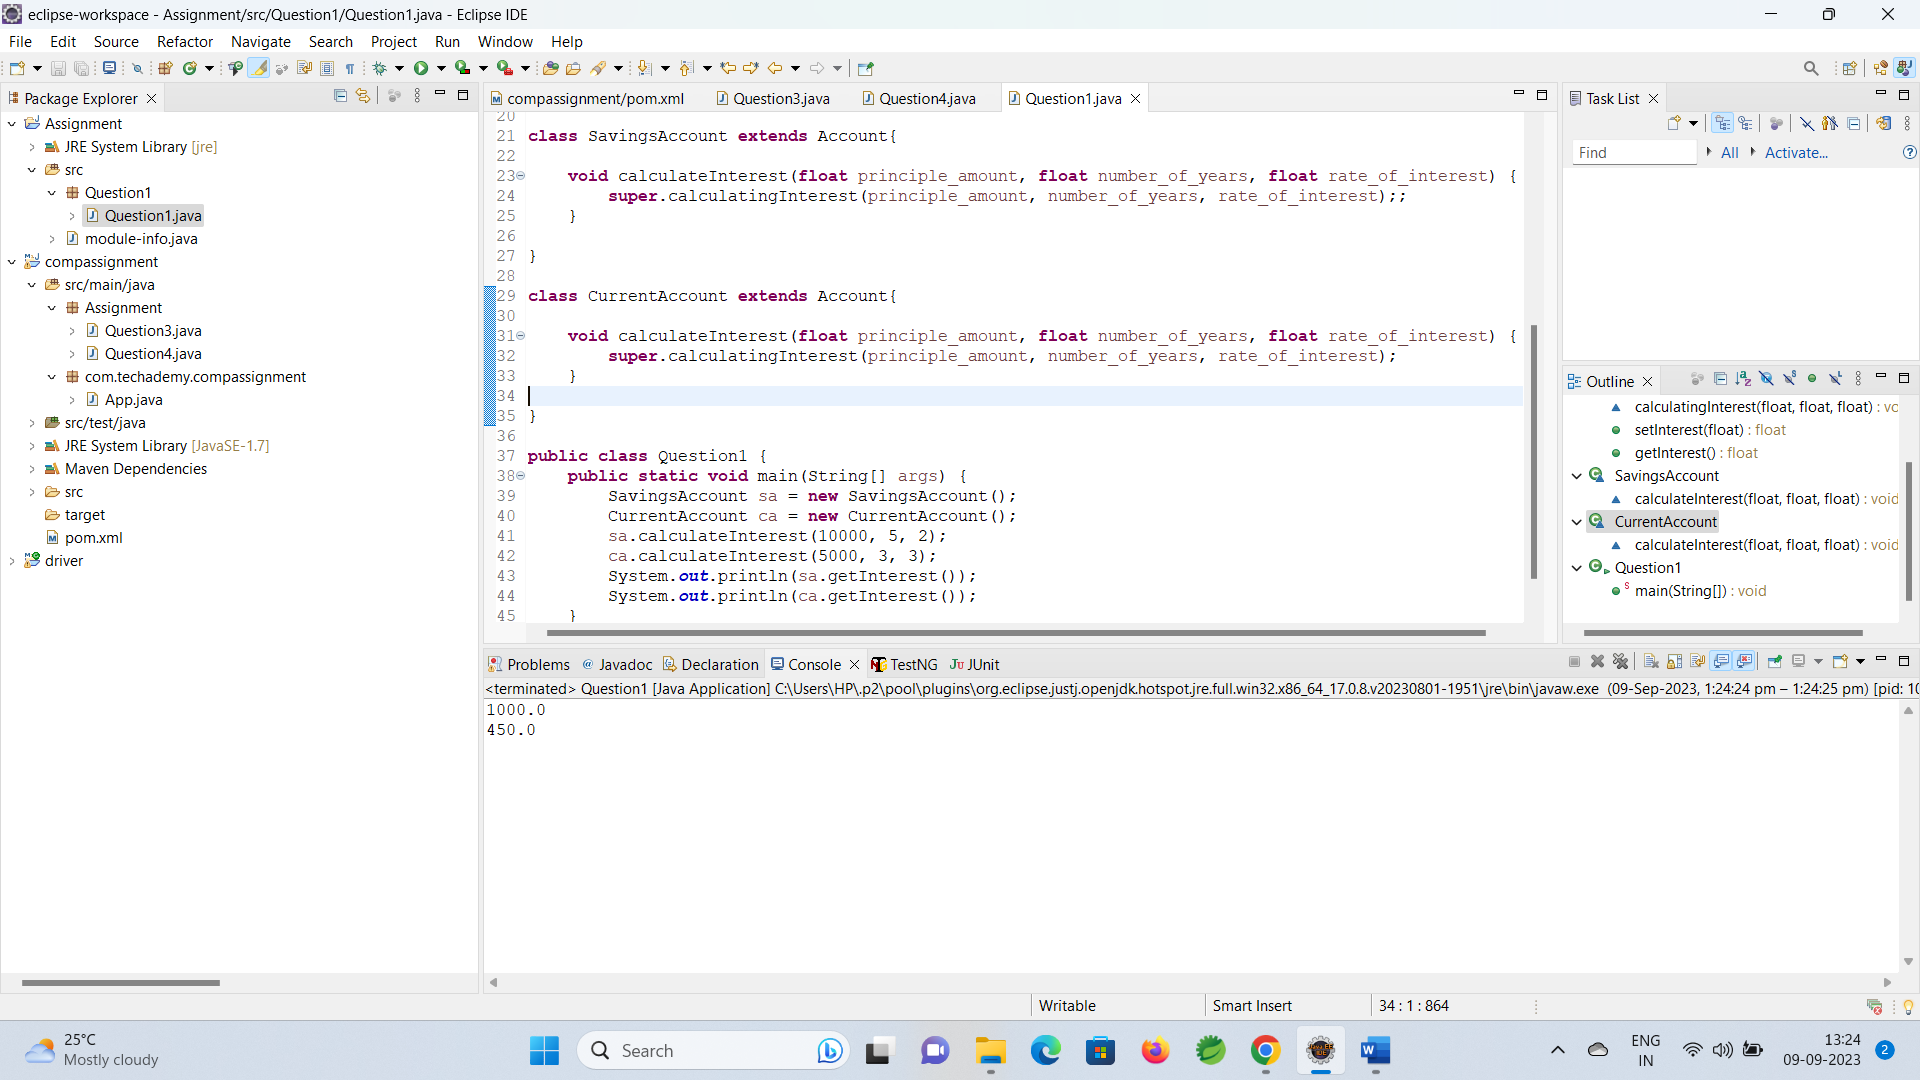 eclipse-workspace - Assignment/src/Question1/Question1.java - Eclipse IDE
File Edit Source Refactor Navigate Search Project Run Window Help
Package Explorer
Assignment
JRE System Library [jre]
src
Question1
Question1.java
module-info.java
compassignment
src/main/java
Assignment
Question3.java
Question4.java
com.techademy.compassignment
App.java
src/test/java
JRE System Library [JavaSE-1.7]
Maven Dependencies
src
target
pom.xml
driver
compassignment/pom.xml Question3.java Question4.java Question1.java
20
21 class SavingsAccount extends Account{
22
23 void calculateInterest(float principle_amount, float number_of_years, float rate_of_interest) {
24 super.calculatingInterest(principle_amount, number_of_years, rate_of_interest);;
25 }
26
27 }
28
29 class CurrentAccount extends Account{
30
31 void calculateInterest(float principle_amount, float number_of_years, float rate_of_interest) {
32 super.calculatingInterest(principle_amount, number_of_years, rate_of_interest);
33 }
34
35 }
36
37 public class Question1 {
38 public static void main(String[] args) {
39 SavingsAccount sa = new SavingsAccount();
40 CurrentAccount ca = new CurrentAccount();
41 sa.calculateInterest(10000, 5, 2);
42 ca.calculateInterest(5000, 3, 3);
43 System.out.println(sa.getInterest());
44 System.out.println(ca.getInterest());
45 }
Task List
Find All Activate...
Outline
calculatingInterest(float, float, float) : vo
setInterest(float) : float
getInterest() : float
SavingsAccount
calculateInterest(float, float, float) : void
CurrentAccount
calculateInterest(float, float, float) : void
Question1
main(String[]) : void
Problems Javadoc Declaration Console TestNG JUnit
<terminated> Question1 [Java Application] C:\Users\HP\.p2\pool\plugins\org.eclipse.justj.openjdk.hotspot.jre.full.win32.x86_64_17.0.8.v20230801-1951\jre\bin\javaw.exe (09-Sep-2023, 1:24:24 pm – 1:24:25 pm) [pid: 10
1000.0
450.0
Writable Smart Insert 34 : 1 : 864
25°C
Mostly cloudy
Search
ENG
IN
13:24
09-09-2023
2